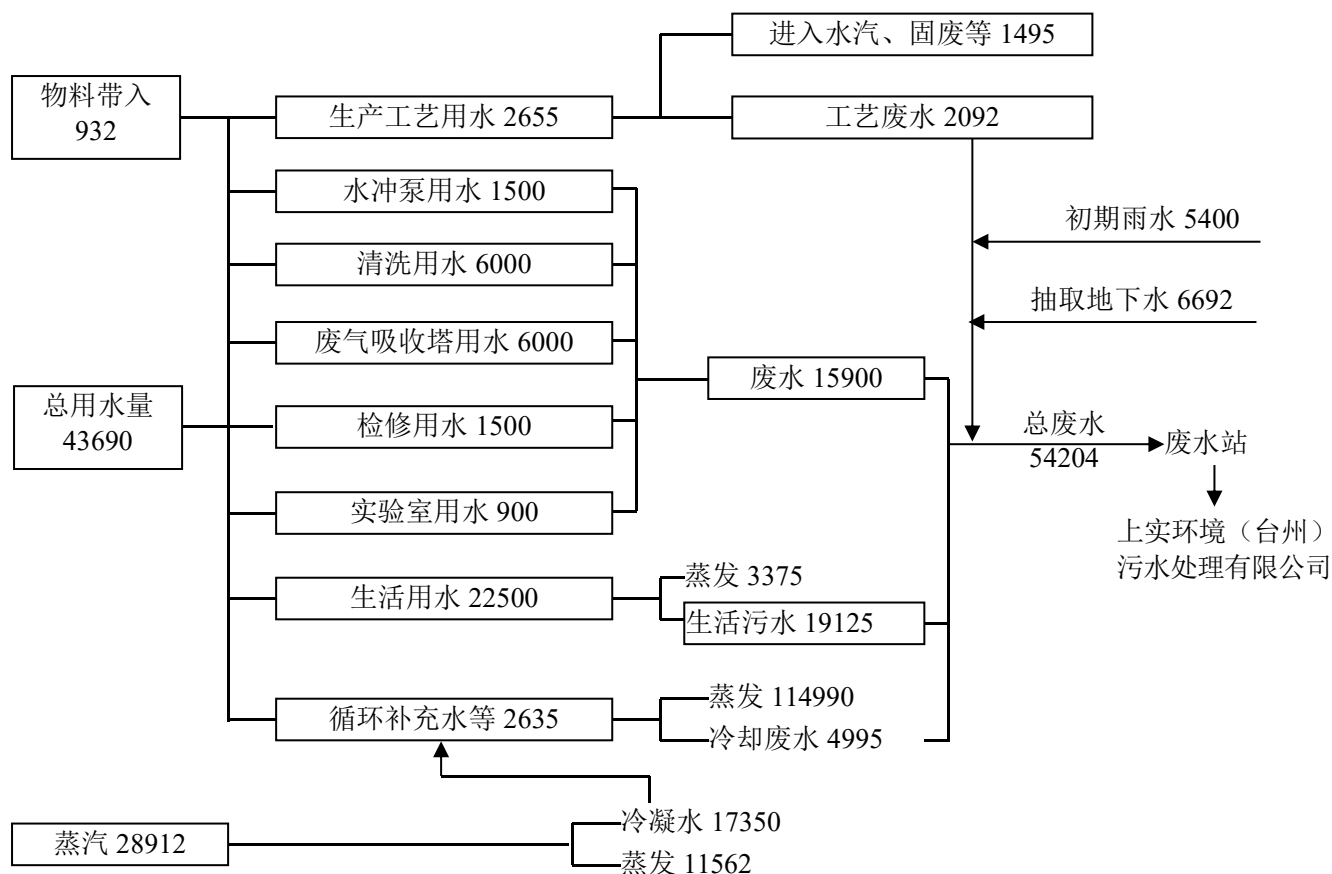 进入水汽、固废等 1495
物料带入
932
生产工艺用水 2655
工艺废水 2092
水冲泵用水 1500
初期雨水 5400
清洗用水 6000
抽取地下水 6692
废气吸收塔用水 6000
废水 15900
总用水量
43690
检修用水 1500
总废水
54204
废水站
实验室用水 900
上实环境（台州）
污水处理有限公司
蒸发 3375
生活用水 22500
生活污水 19125
蒸发 114990
循环补充水等 2635
冷却废水 4995
冷凝水 17350
蒸汽 28912
蒸发 11562